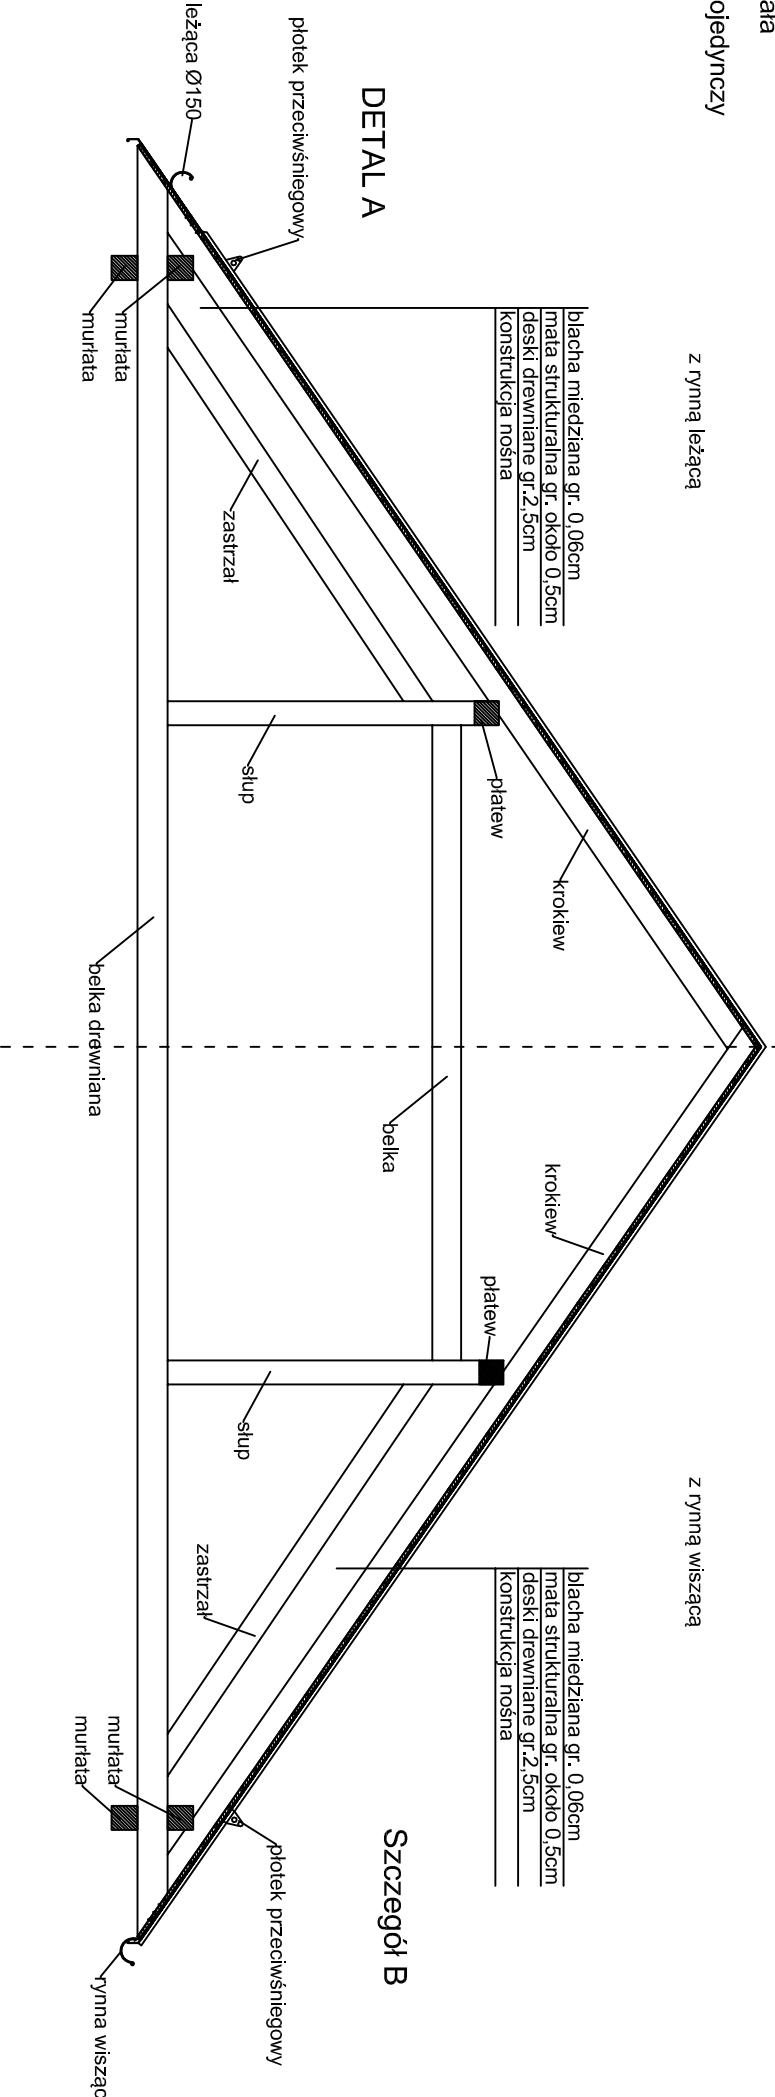 ała
ojedynczy
z rynną leżącą
z rynną wiszącą
DETAL A
Szczegół B
leżąca Ø150
płotek przeciwśniegowy
blacha miedziana gr. 0,06cm
mata strukturalna gr. około 0,5cm
deski drewniane gr.2,5cm
konstrukcja nośna
blacha miedziana gr. 0,06cm
mata strukturalna gr. około 0,5cm
deski drewniane gr.2,5cm
konstrukcja nośna
murłata
murłata
zastrzał
słup
płatew
krokiew
belka drewniana
belka
krokiew
płatew
słup
zastrzał
murłata
murłata
płotek przeciwśniegowy
rynna wisząc